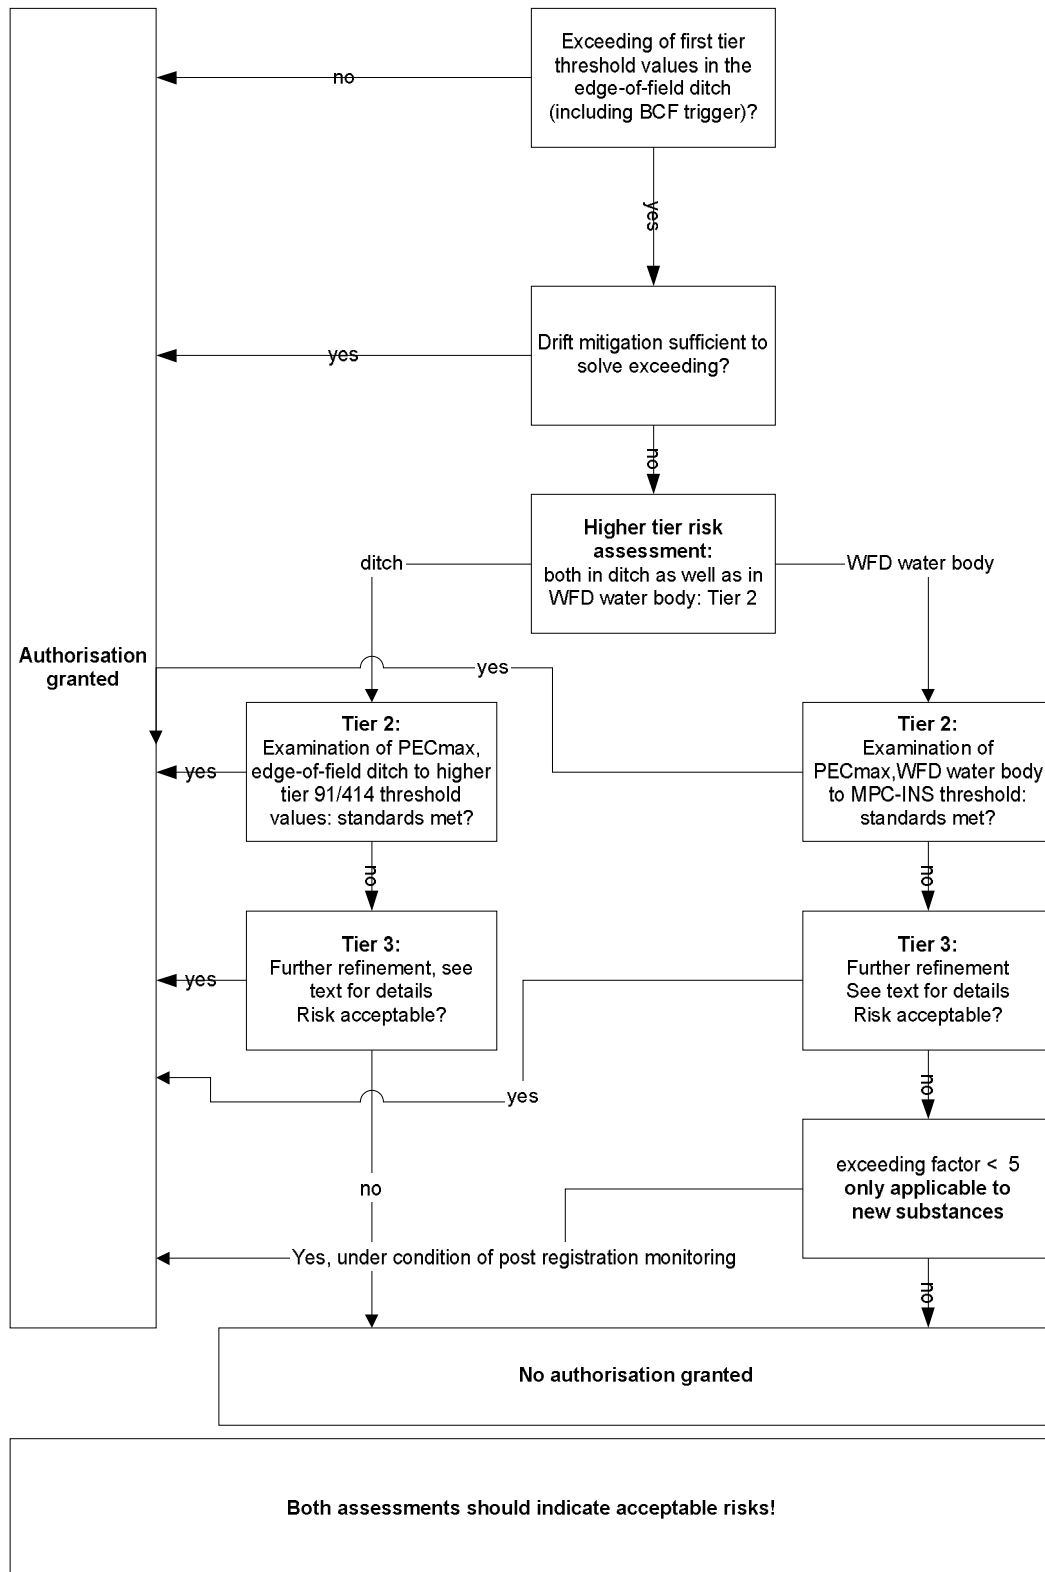 Exceeding of first tier
threshold values in the
edge-of-field ditch
(including BCF trigger)?
no
yes
Drift mitigation sufficient to
solve exceeding?
yes
no
Higher tier risk
assessment:
both in ditch as well as in
WFD water body: Tier 2
ditch
WFD water body
Authorisation
granted
yes
Tier 2:
Examination of PECmax,
edge-of-field ditch to higher
tier 91/414 threshold
values: standards met?
yes
Tier 2:
Examination of
PECmax,WFD water body
to MPC-INS threshold:
standards met?
no
no
Tier 3:
Further refinement, see
text for details
Risk acceptable?
yes
Tier 3:
Further refinement
See text for details
Risk acceptable?
yes
no
no
exceeding factor < 5
only applicable to
new substances
Yes, under condition of post registration monitoring
no
No authorisation granted
Both assessments should indicate acceptable risks!